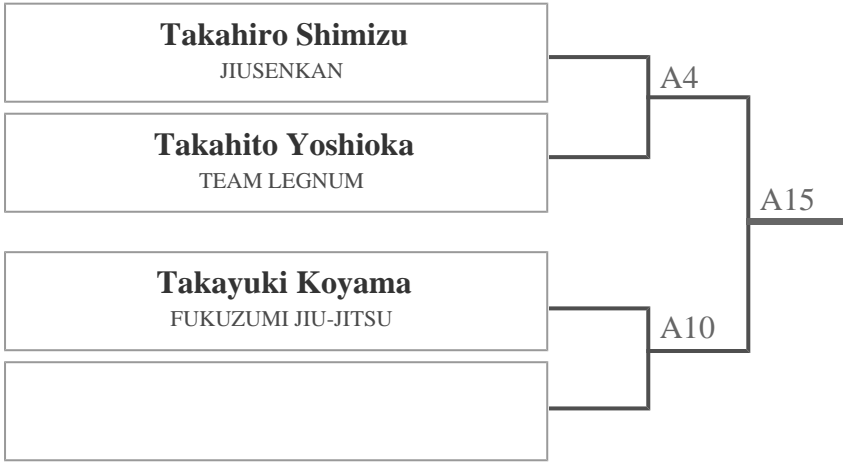 Takahiro Shimizu
JIUSENKAN
A4
Takahito Yoshioka
TEAM LEGNUM
A15
Takayuki Koyama
FUKUZUMI JIU-JITSU
A10